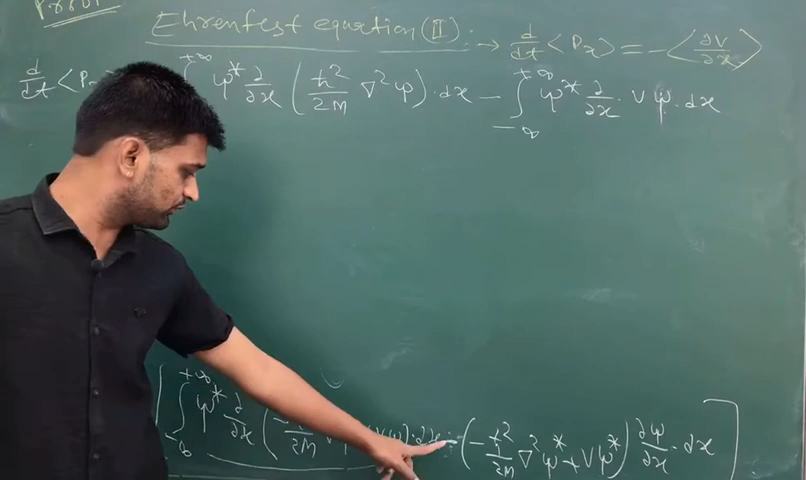 Proof
Ehrenfest equation (II) → d/dt <Px> = - <∂V/∂x>
d/dt <P +∞ ψ* ∂/∂x (ħ²/2m ∇²ψ) · dx - ∫_{-∞}^{+∞} ψ* ∂/∂x · Vψ · dx
[ ∫_{-∞}^{+∞} ψ* ∂/∂x (-ħ²/2m ψ) · dx - (-ħ²/2m ∇²ψ* + Vψ*) ∂ψ/∂x · dx ]